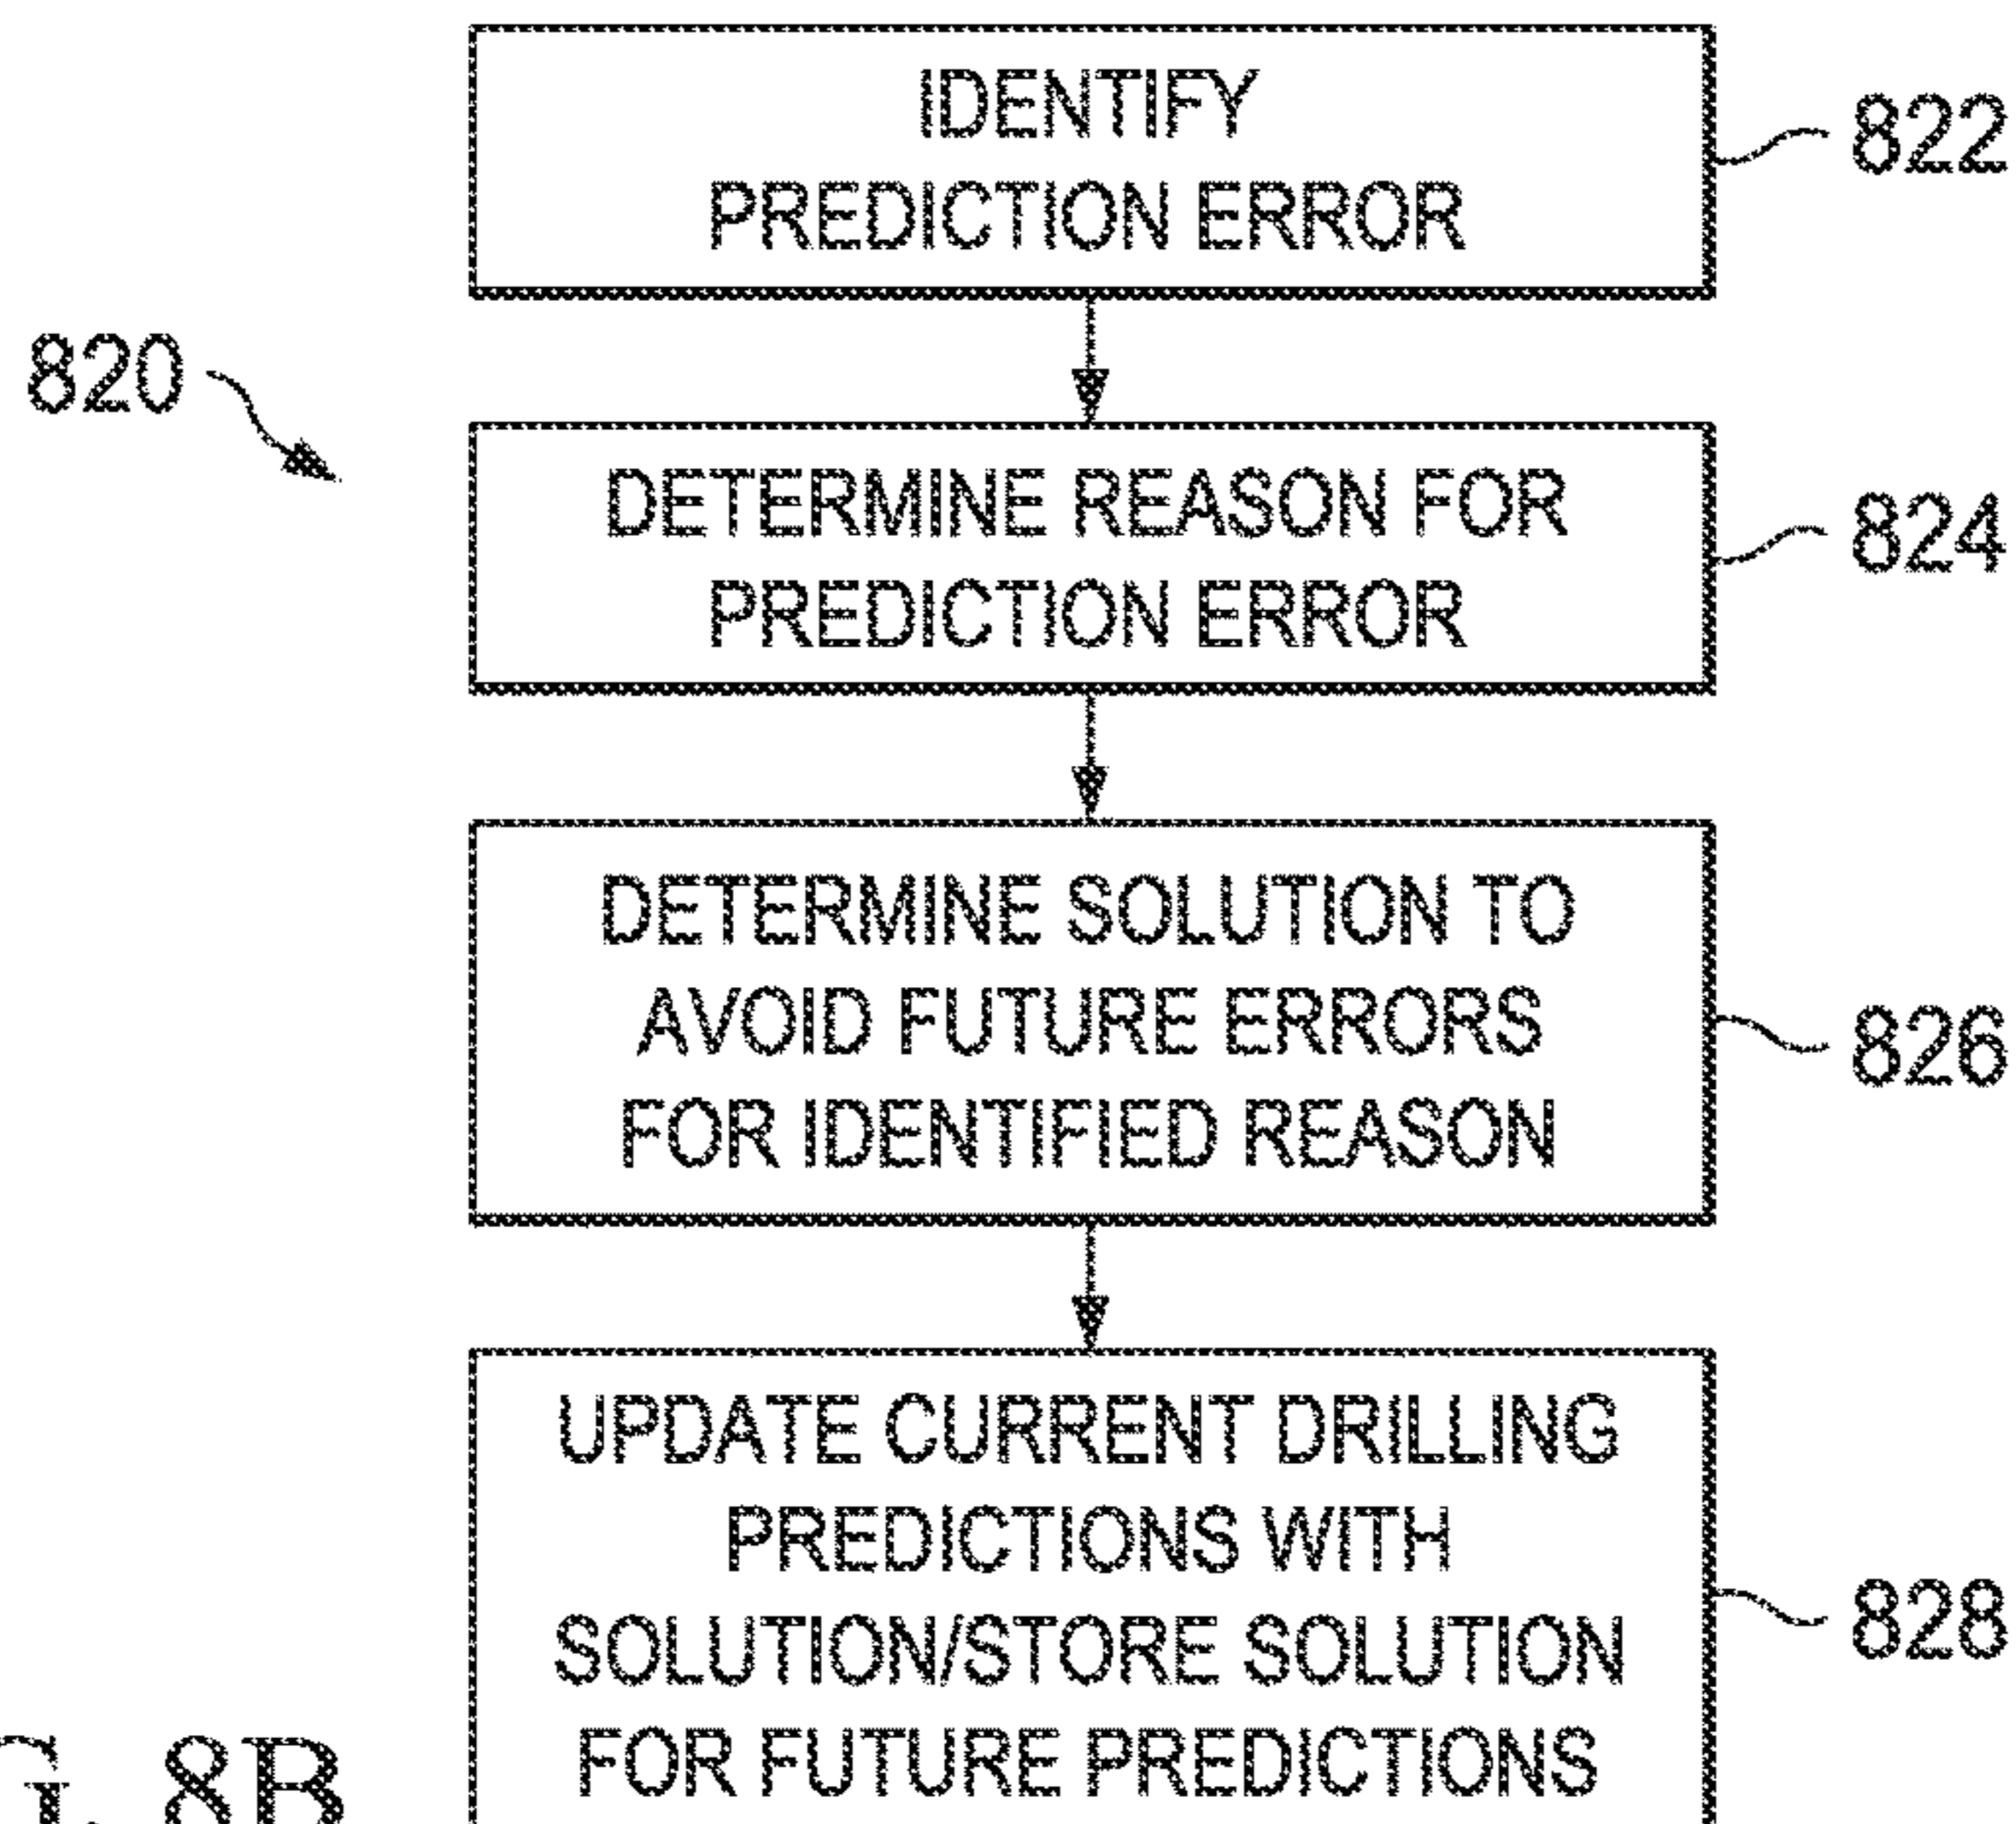 IDENTIFY
PREDICTION ERROR
822
820
DETERMINE REASON FOR
PREDICTION ERROR
824
DETERMINE SOLUTION TO
AVOID FUTURE ERRORS
FOR IDENTIFIED REASON
826
UPDATE CURRENT DRILLING
PREDICTIONS WITH
SOLUTION/STORE SOLUTION
FOR FUTURE PREDICTIONS
828
G. 8B